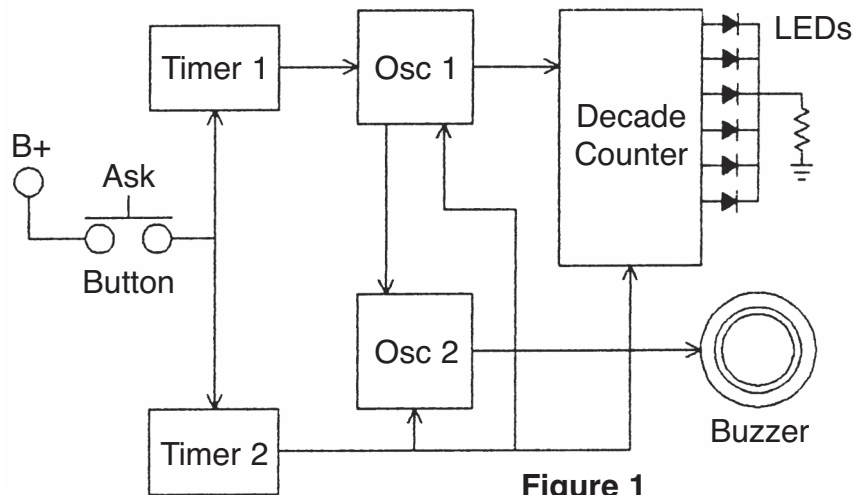 LEDs
Timer 1
Osc 1
Decade
Counter
B+
Ask
Button
Osc 2
Timer 2
Buzzer
Figure 1